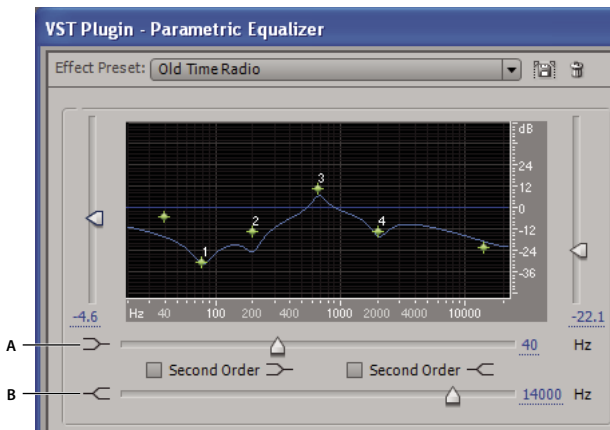 VST Plugin - Parametric Equalizer
Effect Preset: Old Time Radio
dB
24
12
0
-12
-24
-36
1
2
3
4
Hz 40 100 200 400 1000 2000 4000 10000
-4.6
-22.1
A
40 Hz
Second Order
Second Order
B
14000 Hz